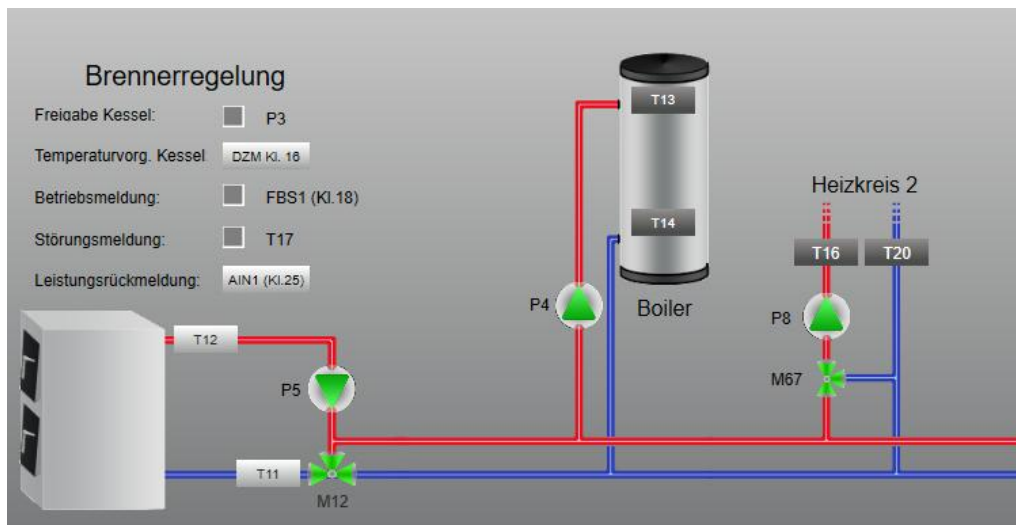 Brennerregelung
Freigabe Kessel: P3
Temperaturvorg. Kessel DZM Kl. 16
Betriebsmeldung: FBS1 (Kl.18)
Störungsmeldung: T17
Leistungsrückmeldung: AIN1 (Kl.25)
T13
T14
Boiler
P4
Heizkreis 2
T16 T20
P8
M67
T12
P5
T11
M12